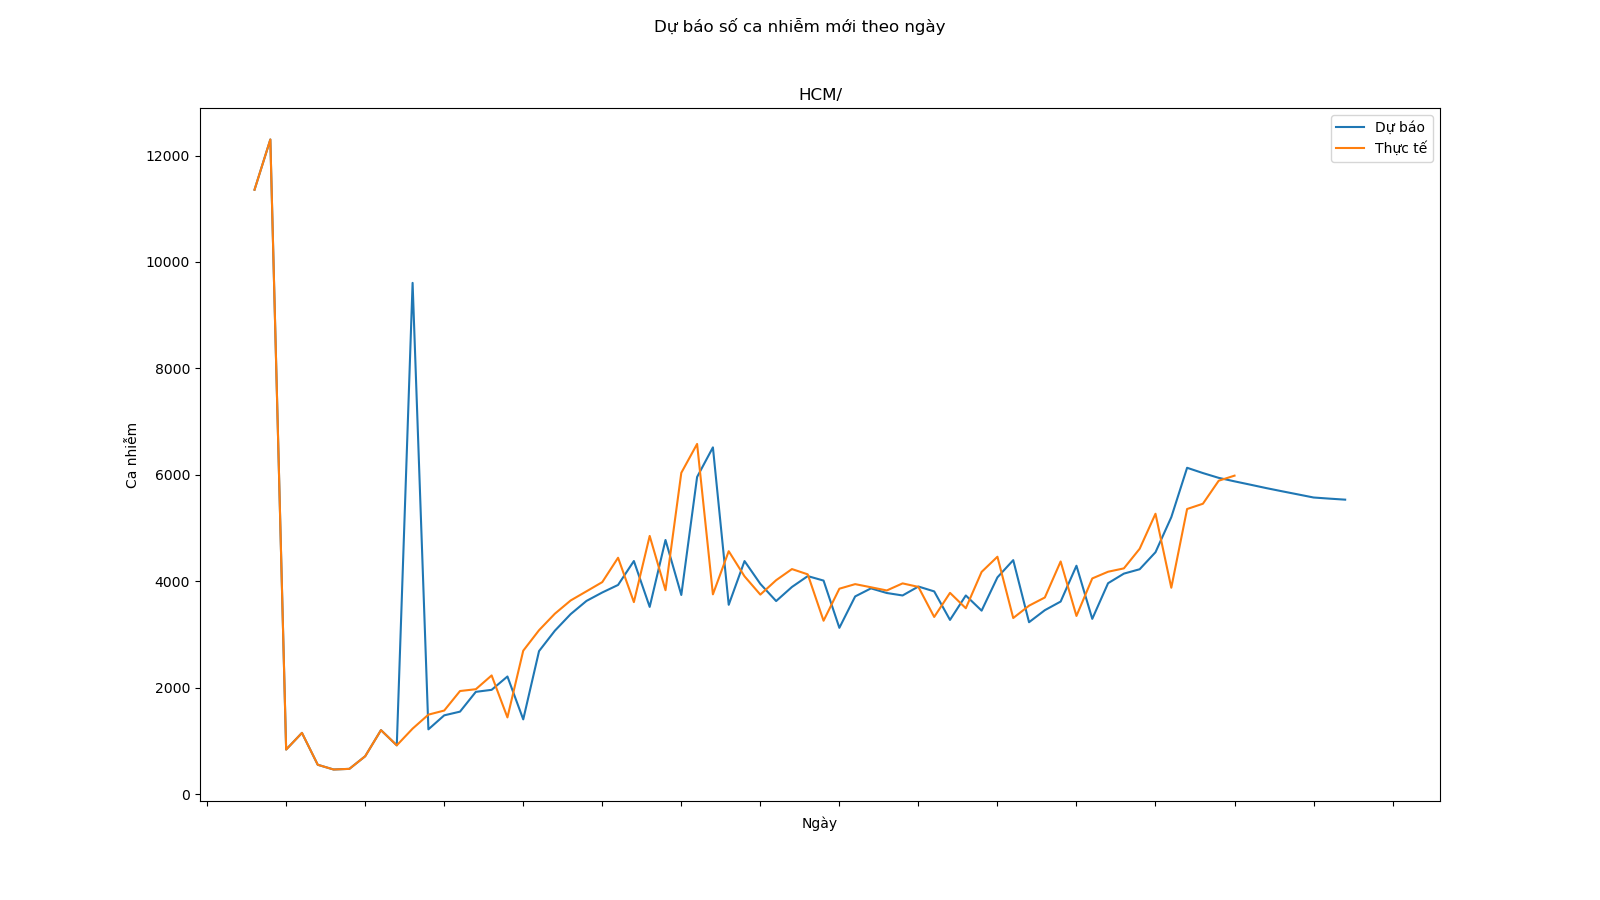 Dự báo số ca nhiễm mới theo ngày
HCM/
Dự báo
Thực tế
12000
10000
8000
6000
4000
2000
0
Ca nhiễm
Ngày